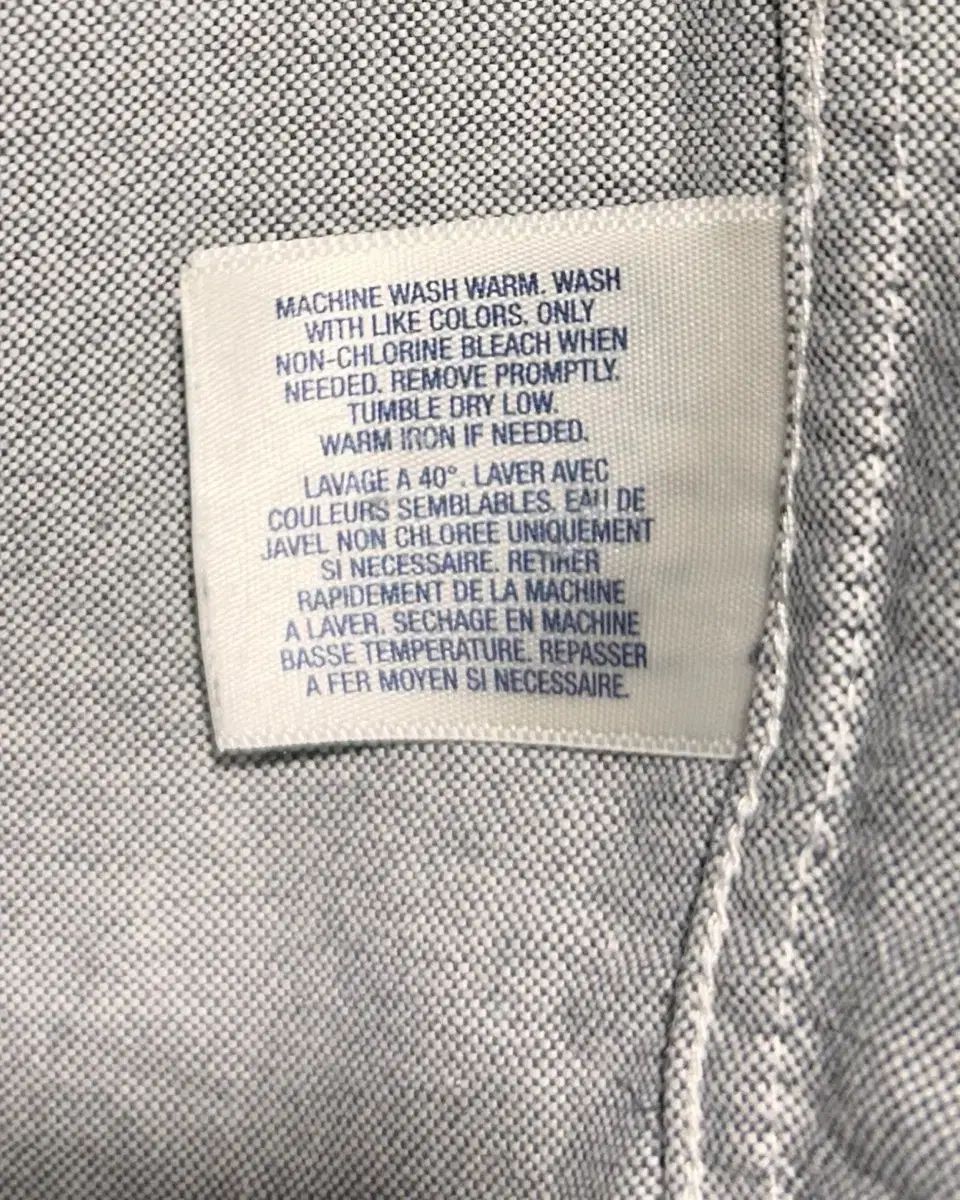 MACHINE WASH WARM. WASH
WITH LIKE COLORS. ONLY
NON-CHLORINE BLEACH WHEN
NEEDED. REMOVE PROMPTLY.
TUMBLE DRY LOW.
WARM IRON IF NEEDED.
LAVAGE A 40°. LAVER AVEC
COULEURS SEMBLABLES. EAU DE
JAVEL NON CHLOREE UNIQUEMENT
SI NECESSAIRE. RETIRER
RAPIDEMENT DE LA MACHINE
A LAVER. SECHAGE EN MACHINE
BASSE TEMPERATURE. REPASSER
A FER MOYEN SI NECESSAIRE.